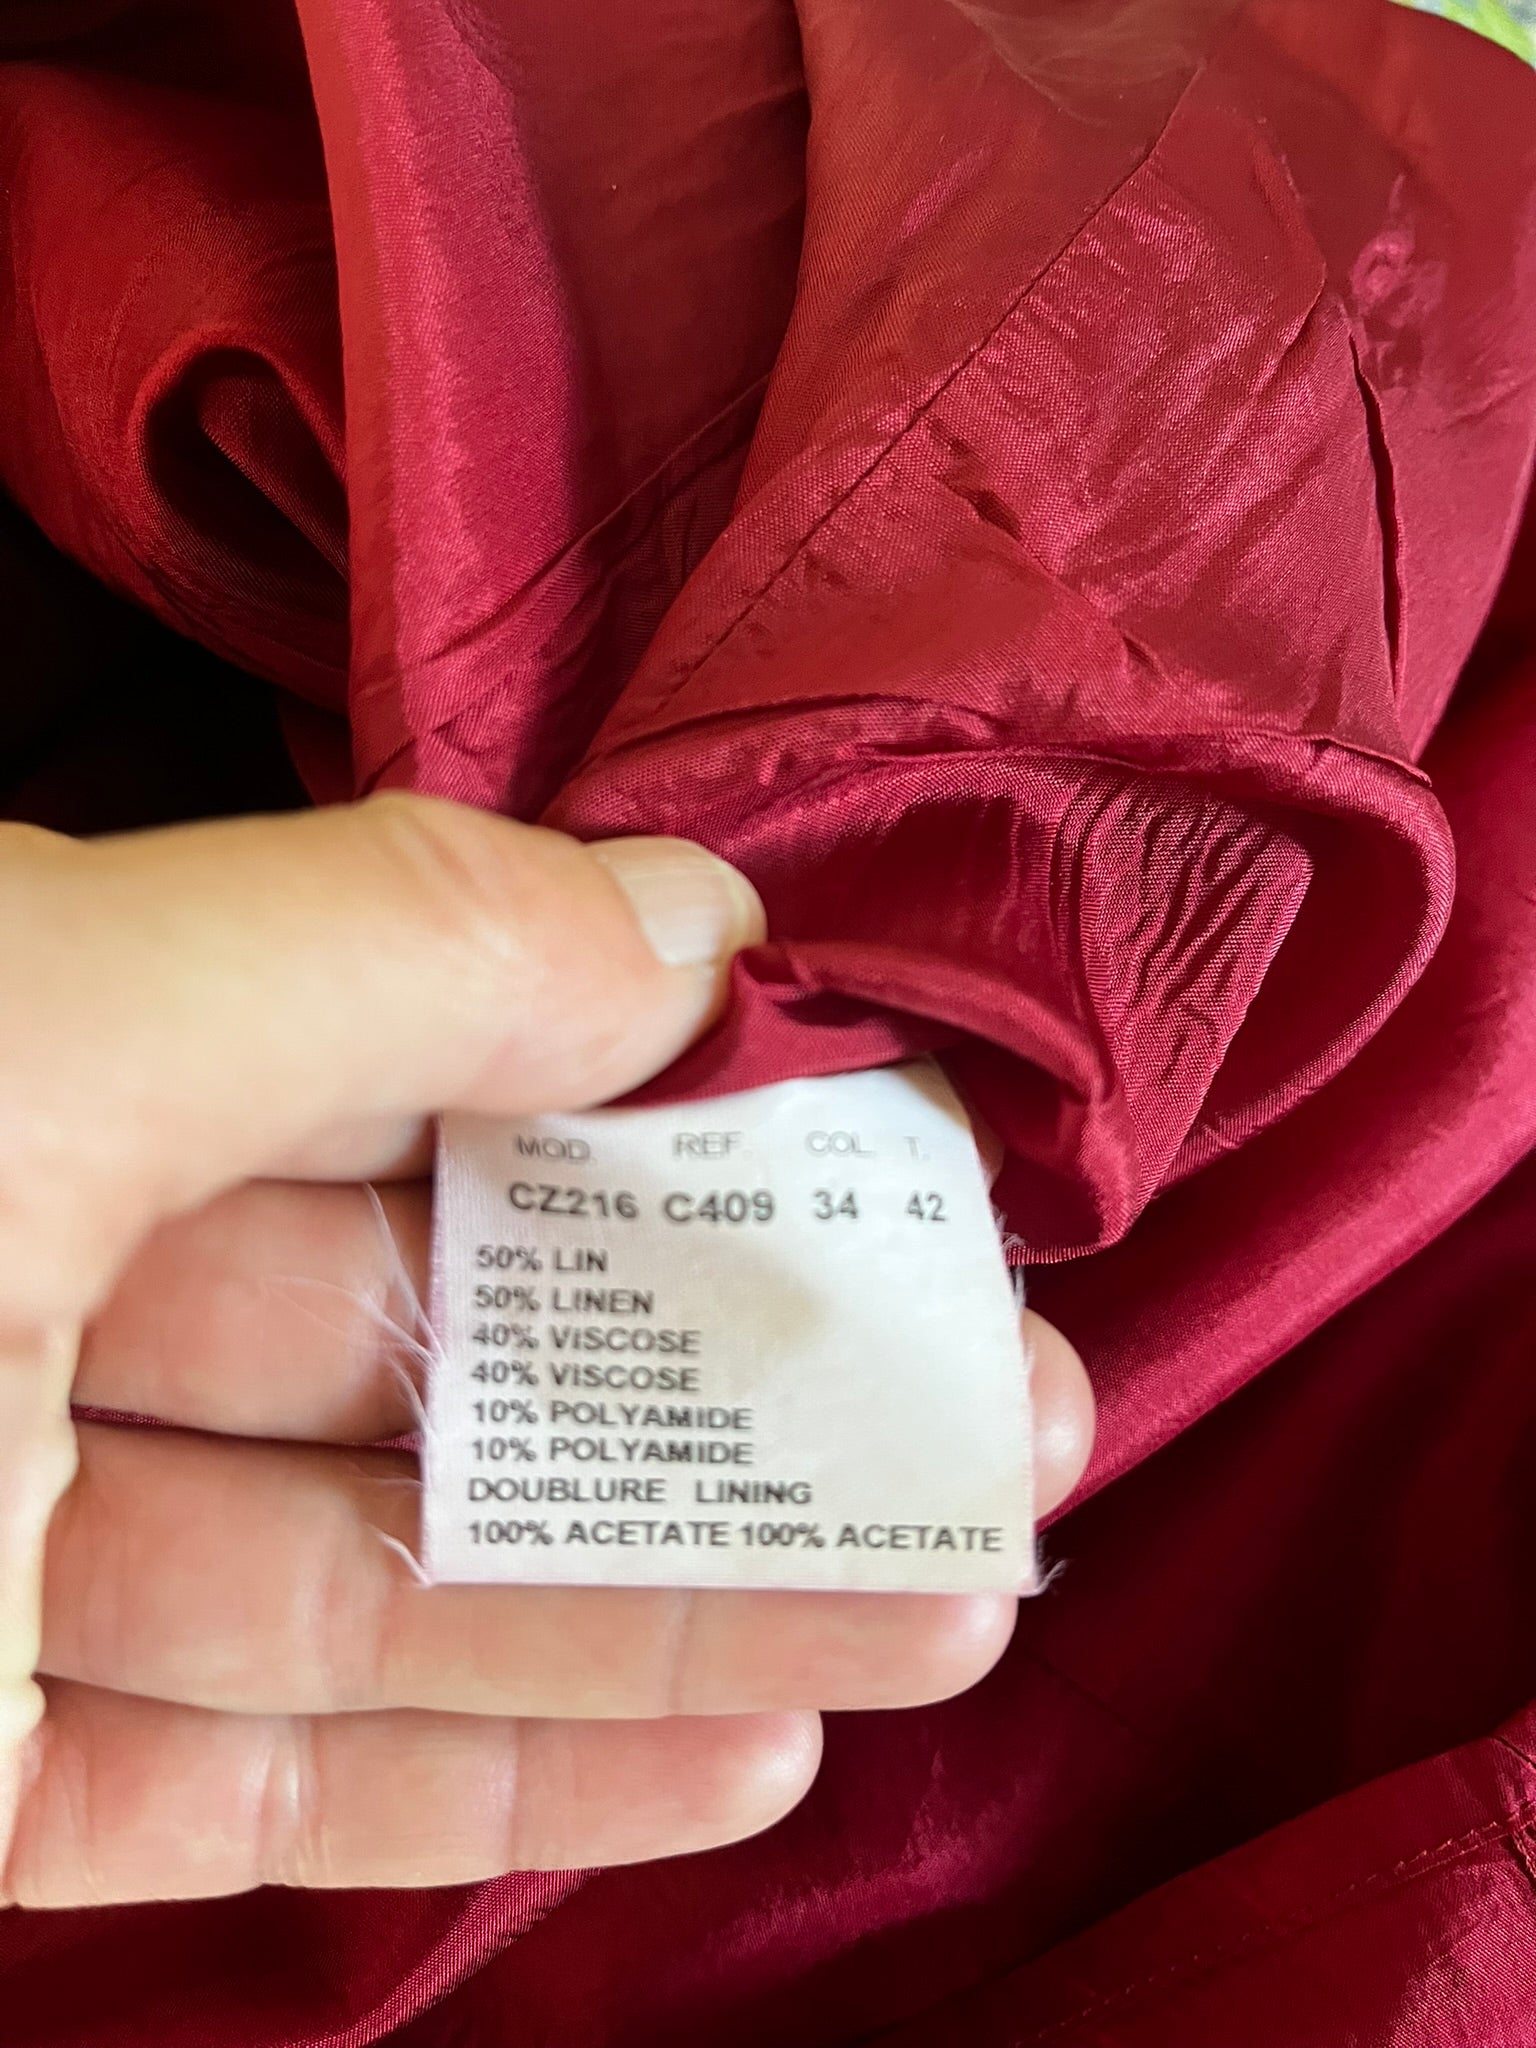 MOD. REF. COL. T.
CZ216 C409 34 42
50% LIN
50% LINEN
40% VISCOSE
40% VISCOSE
10% POLYAMIDE
10% POLYAMIDE
DOUBLURE LINING
100% ACETATE 100% ACETATE